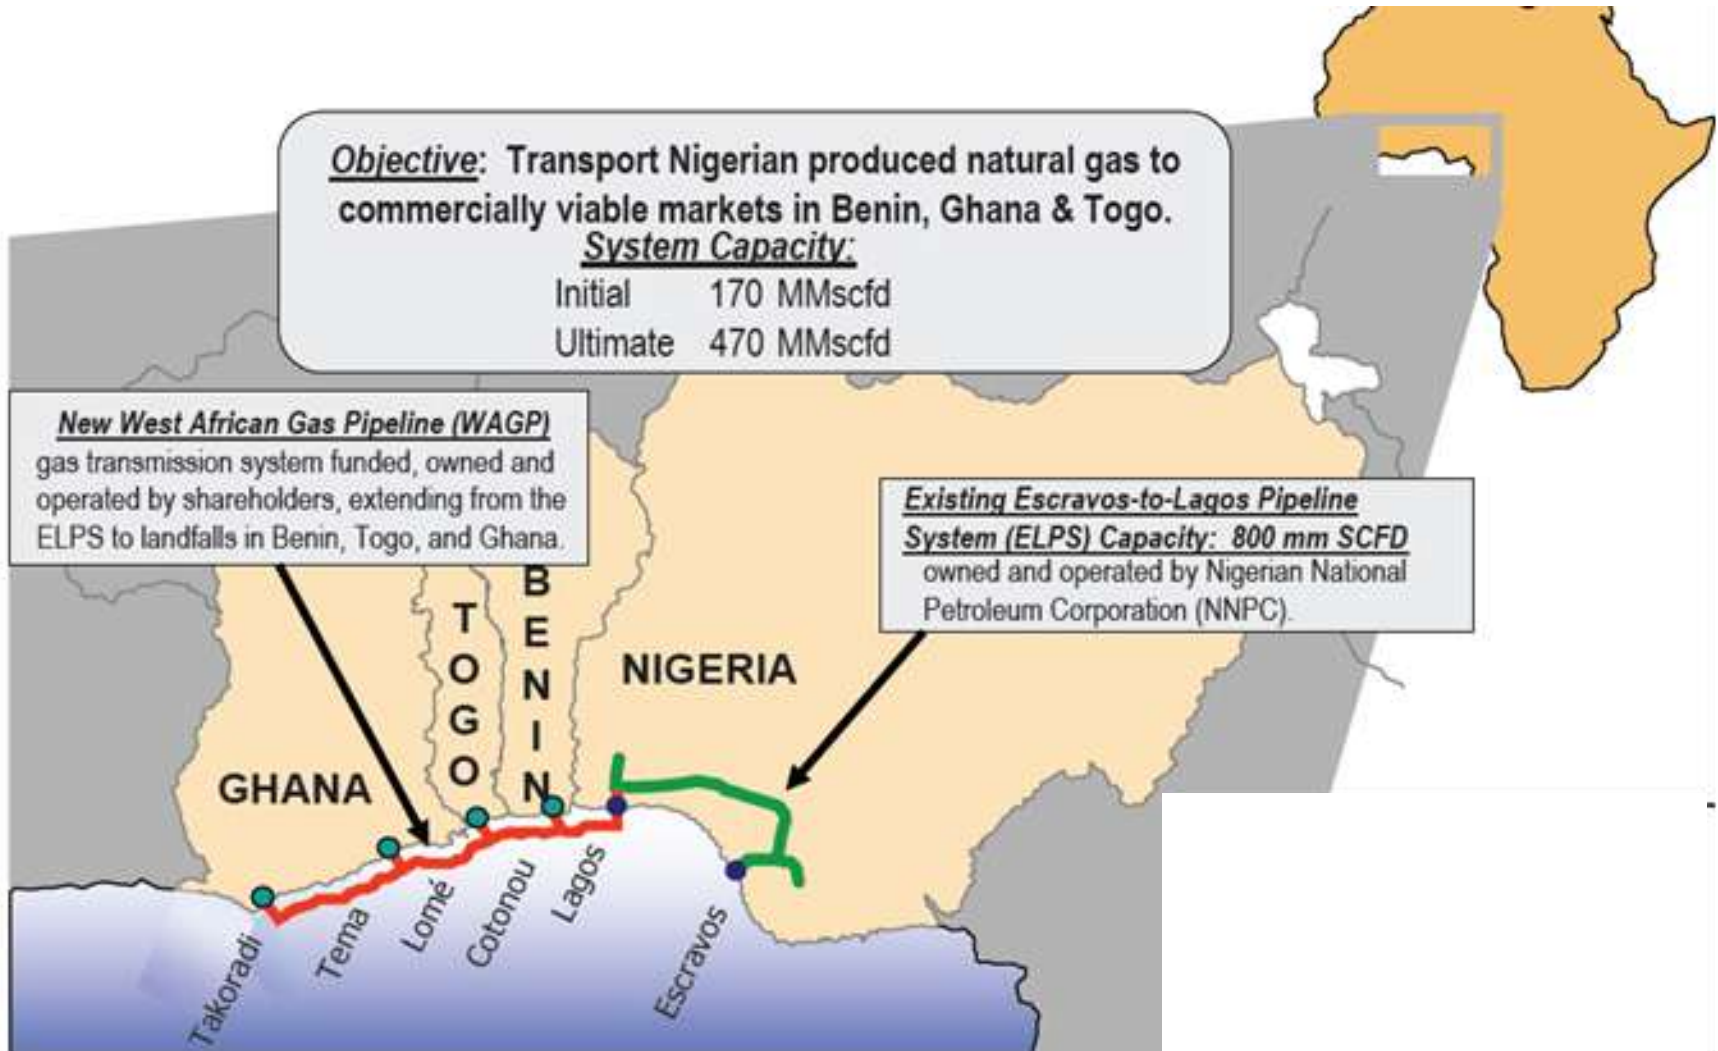 Objective: Transport Nigerian produced natural gas to
commercially viable markets in Benin, Ghana & Togo.
System Capacity:
Initial 170 MMscfd
Ultimate 470 MMscfd
New West African Gas Pipeline (WAGP)
gas transmission system funded, owned and
operated by shareholders, extending from the
ELPS to landfalls in Benin, Togo, and Ghana.
Existing Escravos-to-Lagos Pipeline
System (ELPS) Capacity: 800 mm SCFD
owned and operated by Nigerian National
Petroleum Corporation (NNPC).
GHANA
TOGO
BENIN
NIGERIA
Takoradi
Tema
Lomé
Cotonou
Lagos
Escravos